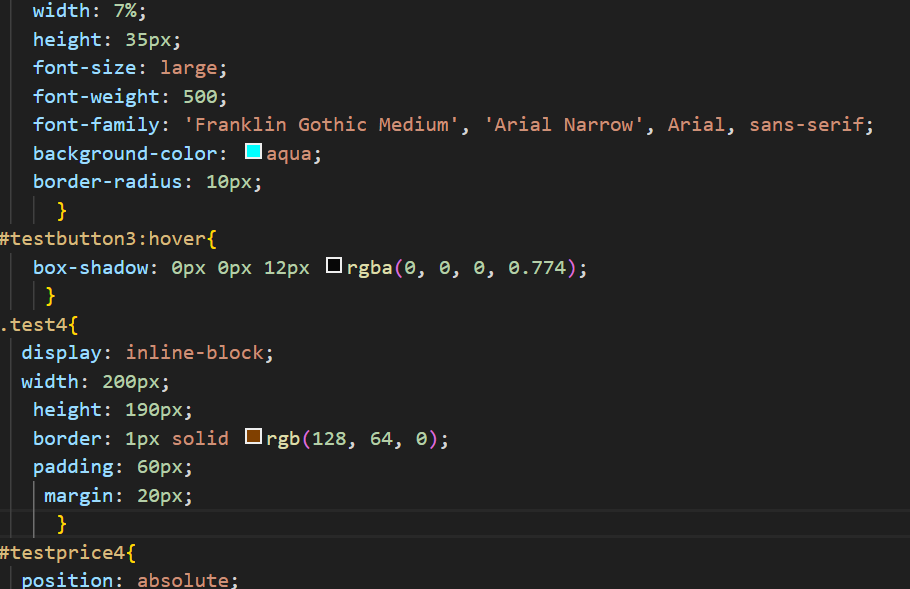 width: 7%;
height: 35px;
font-size: large;
font-weight: 500;
font-family: 'Franklin Gothic Medium', 'Arial Narrow', Arial, sans-serif;
background-color: aqua;
border-radius: 10px;
}
#testbutton3:hover{
box-shadow: 0px 0px 12px rgba(0, 0, 0, 0.774);
}
.test4{
display: inline-block;
width: 200px;
height: 190px;
border: 1px solid rgb(128, 64, 0);
padding: 60px;
margin: 20px;
}
#testprice4{
position: absolute;